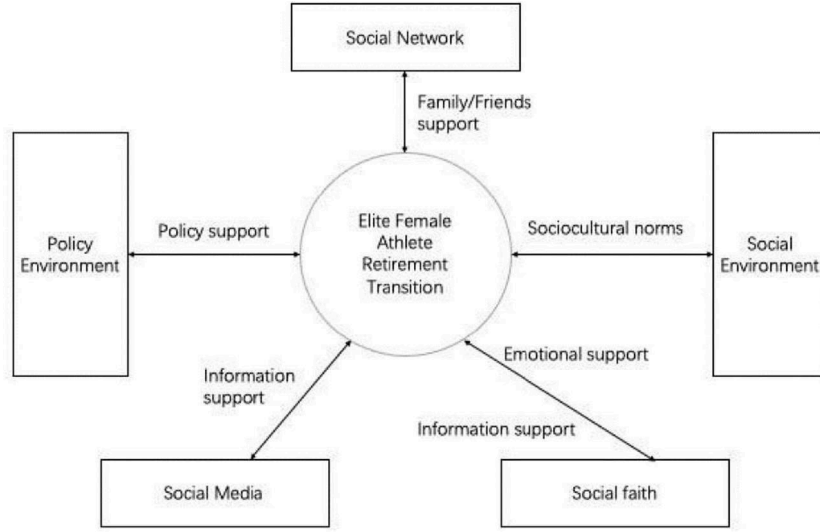 Social Network
Family/Friends
support
Policy
Environment
Policy support
Elite Female
Athlete
Retirement
Transition
Sociocultural norms
Social
Environment
Information
support
Emotional support
Information support
Social Media
Social faith